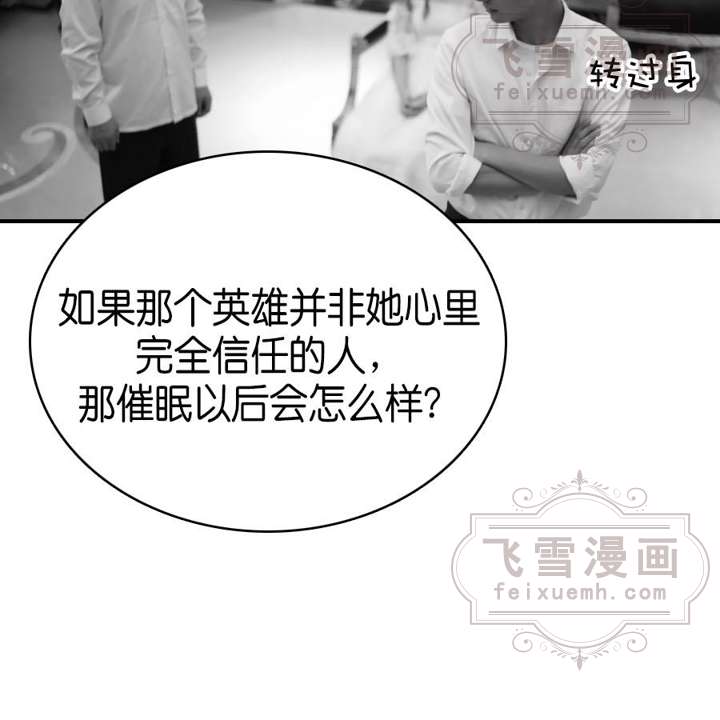 飞雪漫画
feixuemh.com
转过身
如果那个英雄并非她心里
完全信任的人,
那催眠以后会怎么样?
飞雪漫画
feixuemh.com